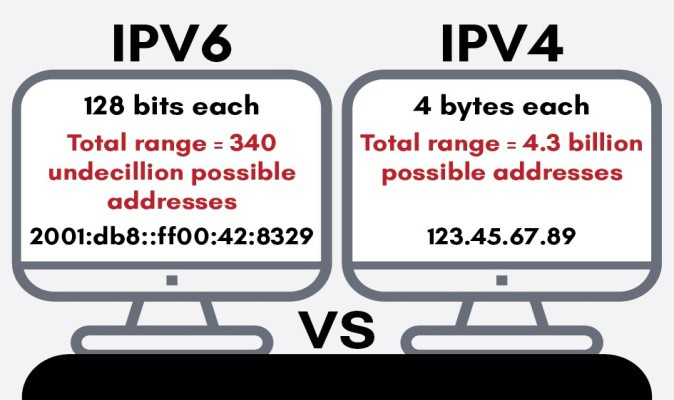 IPV6
128 bits each
Total range = 340
undecillion possible
addresses
2001:db8::ff00:42:8329
IPV4
4 bytes each
Total range = 4.3 billion
possible addresses
123.45.67.89
VS